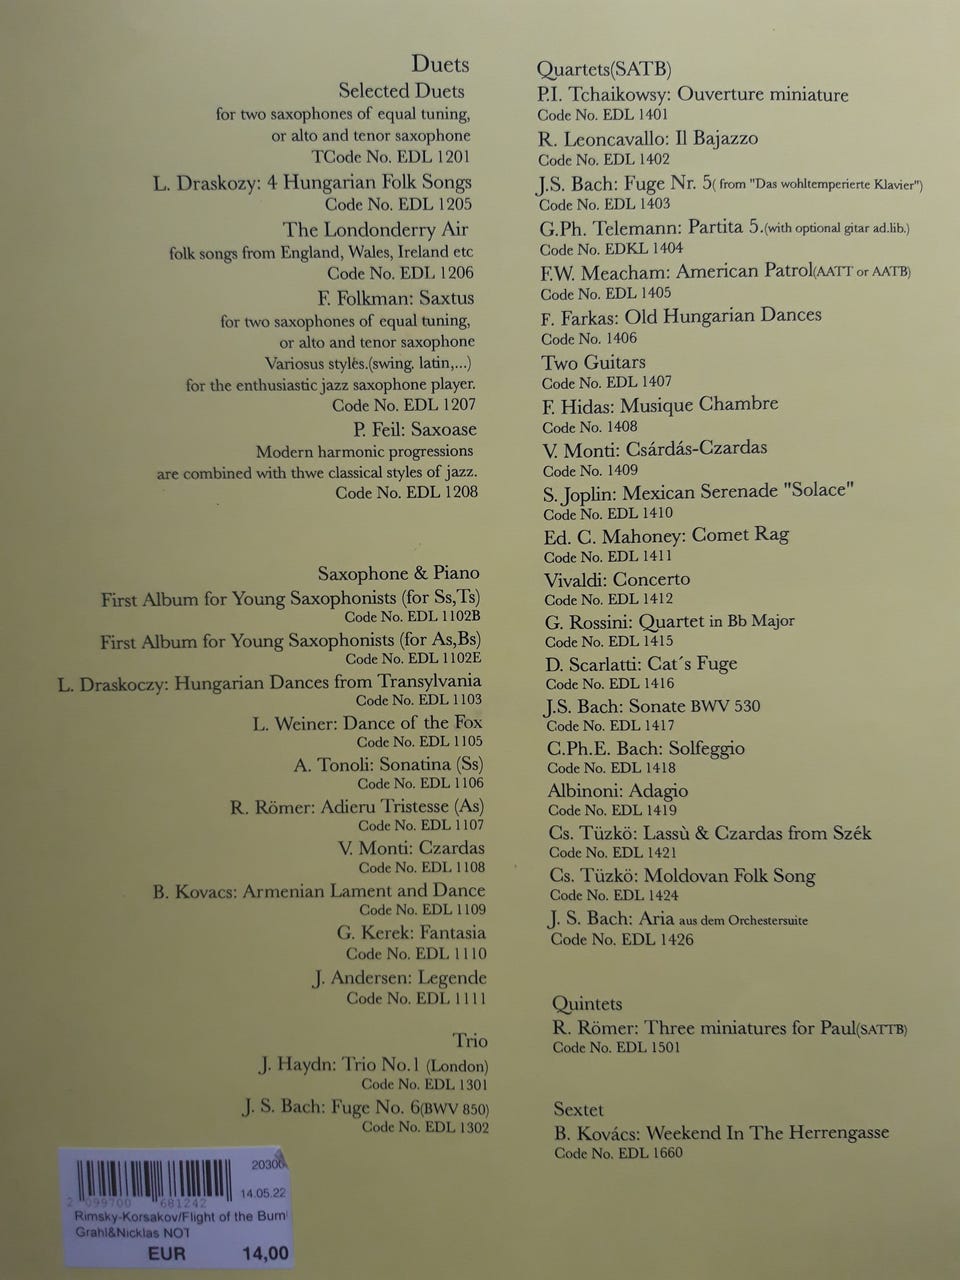 Duets
Selected Duets
for two saxophones of equal tuning,
or alto and tenor saxophone
TCode No. EDL 1201
L. Draskozy: 4 Hungarian Folk Songs
Code No. EDL 1205
The Londonderry Air
folk songs from England, Wales, Ireland etc
Code No. EDL 1206
F. Folkman: Saxtus
for two saxophones of equal tuning,
or alto and tenor saxophone
Variosus styles.(swing. latin,...)
for the enthusiastic jazz saxophone player.
Code No. EDL 1207
P. Feil: Saxoase
Modern harmonic progressions
are combined with thwe classical styles of jazz.
Code No. EDL 1208
Saxophone & Piano
First Album for Young Saxophonists (for Ss,Ts)
Code No. EDL 1102B
First Album for Young Saxophonists (for As,Bs)
Code No. EDL 1102E
L. Draskoczy: Hungarian Dances from Transylvania
Code No. EDL 1103
L. Weiner: Dance of the Fox
Code No. EDL 1105
A. Tonoli: Sonatina (Ss)
Code No. EDL 1106
R. Römer: Adieru Tristesse (As)
Code No. EDL 1107
V. Monti: Czardas
Code No. EDL 1108
B. Kovacs: Armenian Lament and Dance
Code No. EDL 1109
G. Kerek: Fantasia
Code No. EDL 1110
J. Andersen: Legende
Code No. EDL 1111
Trio
J. Haydn: Trio No.1 (London)
Code No. EDL 1301
J. S. Bach: Fuge No. 6(BWV 850)
Code No. EDL 1302
Quartets(SATB)
P.I. Tchaikowsy: Ouverture miniature
Code No. EDL 1401
R. Leoncavallo: Il Bajazzo
Code No. EDL 1402
J.S. Bach: Fuge Nr. 5( from "Das wohltemperierte Klavier")
Code No. EDL 1403
G.Ph. Telemann: Partita 5.(with optional gitar ad.lib.)
Code No. EDKL 1404
F.W. Meacham: American Patrol(AATT or AATB)
Code No. EDL 1405
F. Farkas: Old Hungarian Dances
Code No. 1406
Two Guitars
Code No. EDL 1407
F. Hidas: Musique Chambre
Code No. 1408
V. Monti: Csárdás-Czardas
Code No. 1409
S. Joplin: Mexican Serenade "Solace"
Code No. EDL 1410
Ed. C. Mahoney: Comet Rag
Code No. EDL 1411
Vivaldi: Concerto
Code No. EDL 1412
G. Rossini: Quartet in Bb Major
Code No. EDL 1415
D. Scarlatti: Cat´s Fuge
Code No. EDL 1416
J.S. Bach: Sonate BWV 530
Code No. EDL 1417
C.Ph.E. Bach: Solfeggio
Code No. EDL 1418
Albinoni: Adagio
Code No. EDL 1419
Cs. Tüzkö: Lassù & Czardas from Szék
Code No. EDL 1421
Cs. Tüzkö: Moldovan Folk Song
Code No. EDL 1424
J. S. Bach: Aria aus dem Orchestersuite
Code No. EDL 1426
Quintets
R. Römer: Three miniatures for Paul(SATTB)
Code No. EDL 1501
Sextet
B. Kovács: Weekend In The Herrengasse
Code No. EDL 1660
20306
14.05.22
2 099700 681242
Rimsky-Korsakov/Flight of the Bum
Grahl&Nicklas NOT
EUR 14,00